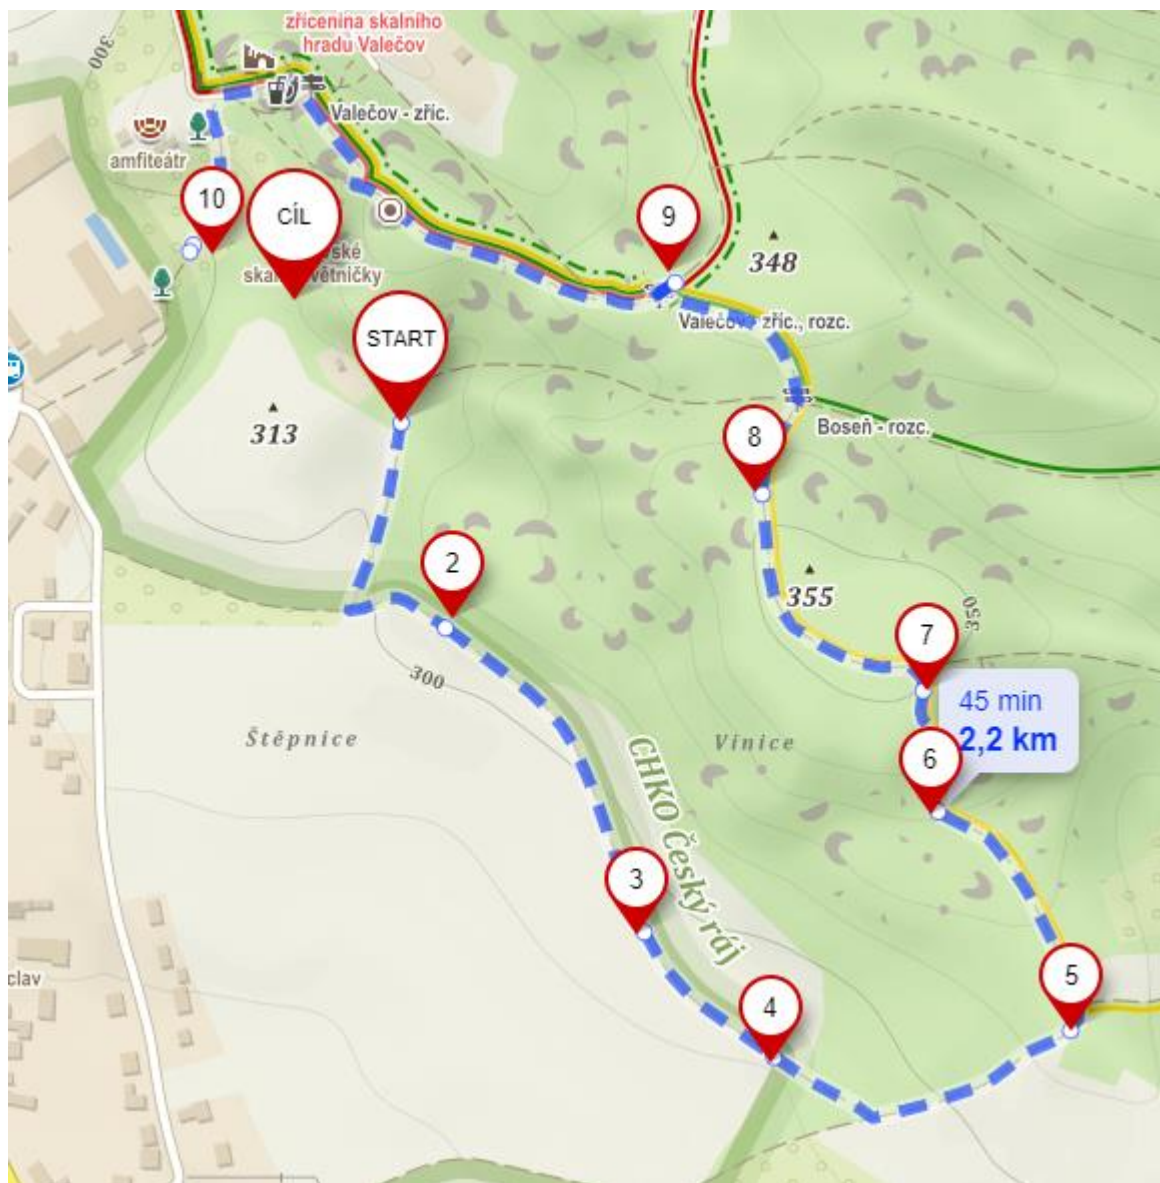 zřícenina skalního
hradu Valečov
300
Valečov - zříc.
amfiteátr
10
CÍL
9
348
ské
skal větničky
START
Valečov - zříc., rozc.
313
8
Boseň - rozc.
2
355
350
7
300
45 min
2,2 km
Štěpnice
Vinice
6
CHKO Český ráj
3
clav
5
4